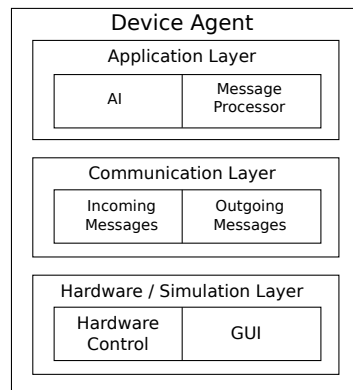 Device Agent
Application Layer
AI
Message
Processor
Communication Layer
Incoming
Messages
Outgoing
Messages
Hardware / Simulation Layer
Hardware
Control
GUI